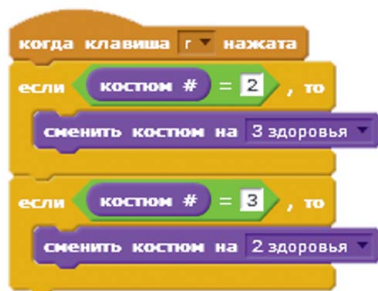 когда клавиша r нажата
если костюм # = 2 , то
сменить костюм на 3 здоровья
если костюм # = 3 , то
сменить костюм на 2 здоровья